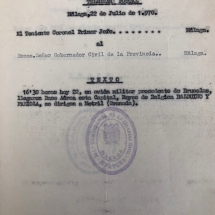 TELEGRAMA POSTAL
Málaga, 22 de Julio de 1.970.
El Teniente Coronel Primer Jefe. . . . . . . . Málaga.
al
Excmo. Señor Gobernador Civil de la Provincia.. Málaga.
TEXTO
16'30 horas hoy 22, en avión militar procedente de Bruselas,
llegaron Base Aérea esta Capital, Reyes de Bélgica BALDUINO Y
FABIOLA, se dirigen a Motril (Granada).